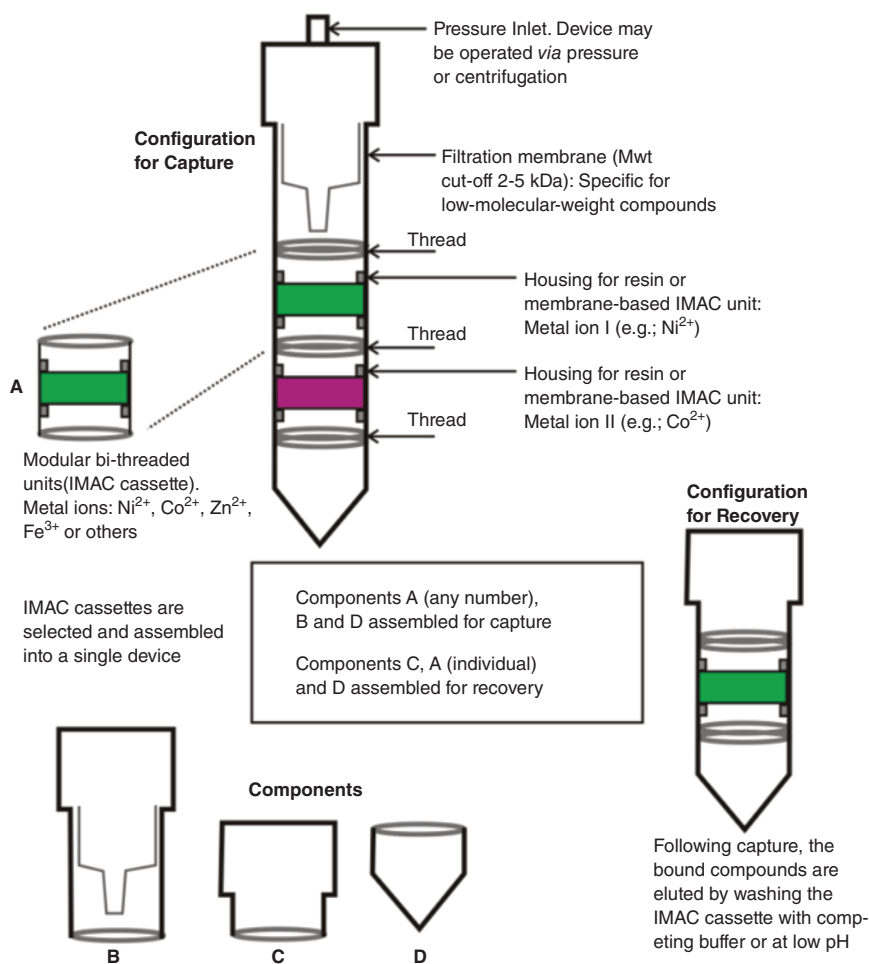 Pressure Inlet. Device may
be operated via pressure
or centrifugation
Configuration
for Capture
Filtration membrane (Mwt
cut-off 2-5 kDa): Specific for
low-molecular-weight compounds
Thread
Housing for resin or
membrane-based IMAC unit:
Metal ion I (e.g.; Ni²⁺)
Thread
Housing for resin or
membrane-based IMAC unit:
Metal ion II (e.g.; Co²⁺)
Thread
A
Modular bi-threaded
units(IMAC cassette).
Metal ions: Ni²⁺, Co²⁺, Zn²⁺,
Fe³⁺ or others
Configuration
for Recovery
IMAC cassettes are
selected and assembled
into a single device
Components A (any number),
B and D assembled for capture
Components C, A (individual)
and D assembled for recovery
Components
B
C
D
Following capture, the
bound compounds are
eluted by washing the
IMAC cassette with comp-
eting buffer or at low pH